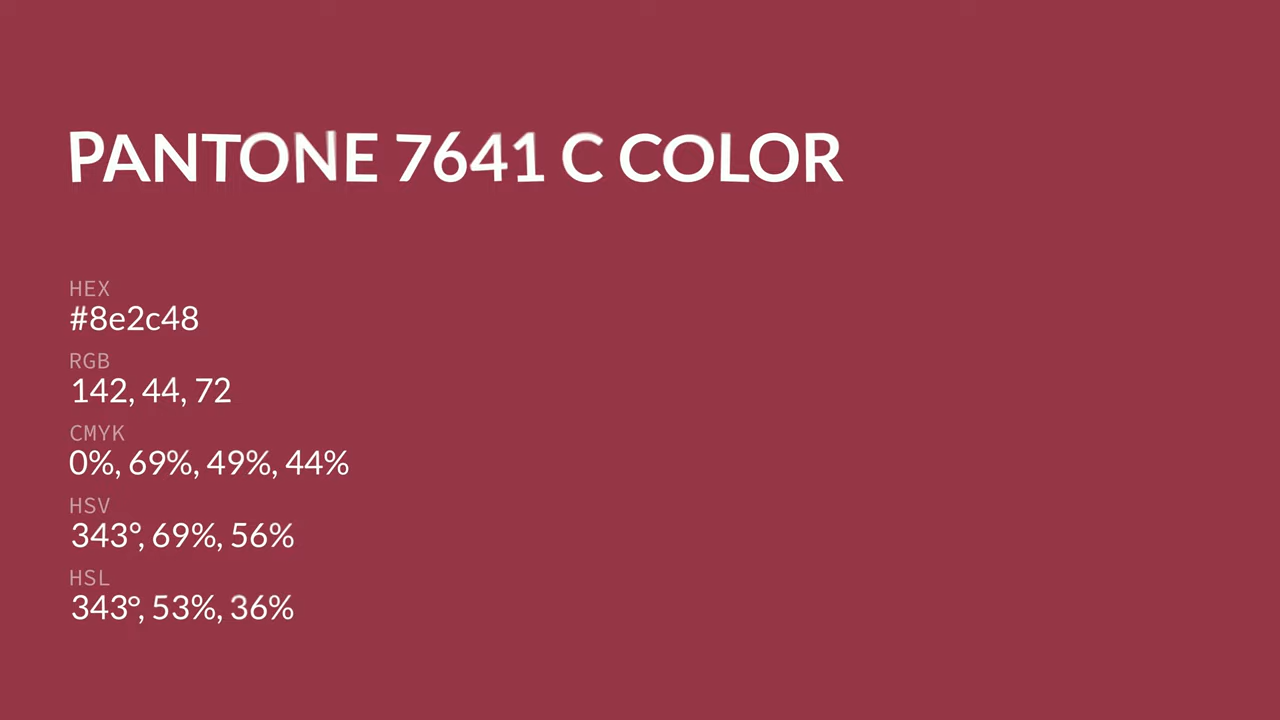 PANTONE 7641 C COLOR
HEX
#8e2c48
RGB
142, 44, 72
CMYK
0%, 69%, 49%, 44%
HSV
343°, 69%, 56%
HSL
343°, 53%, 36%